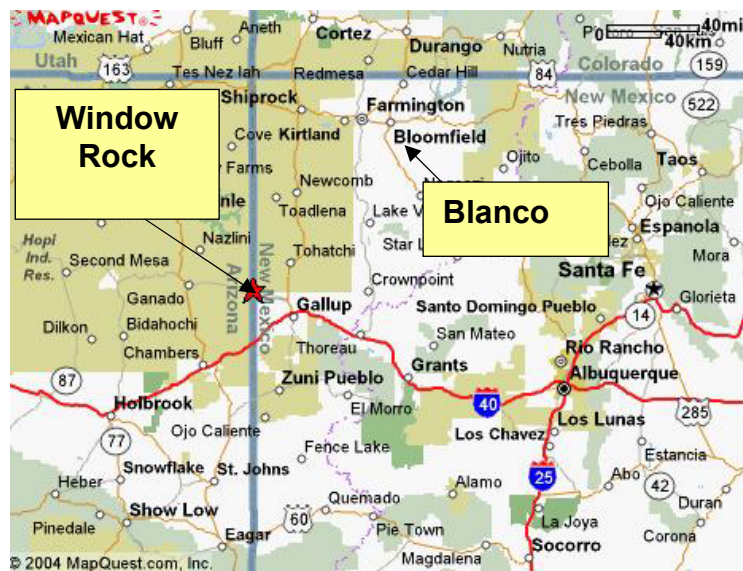 MAPQUEST
Mexican Hat
Bluff
Aneth
Cortez
Durango
Nutria
0 40mi
40km
Utah
163
Tes Nez Iah
Redmesa
Cedar Hill
84
Colorado
159
New Mexico
522
Shiprock
Farmington
Window
Rock
Cove
Kirtland
Bloomfield
Tres Piedras
Ojito
Cebolla
Taos
Farms
Newcomb
Blanco
Ojo Caliente
Toadlena
Lake
Espanola
Nazlini
Star
Hopi
Ind.
Res.
Second Mesa
Tohatchi
Mora
Arizona
New Mexico
Santa Fe
Ganado
Crownpoint
Gallup
Santo Domingo Pueblo
Glorieta
14
Dilkon
Bidahochi
San Mateo
Chambers
Thoreau
Rio Rancho
87
Zuni Pueblo
Grants
Albuquerque
Holbrook
El Morro
40
285
77
Ojo Caliente
Los Chavez
Los Lunas
Fence Lake
Estancia
Snowflake
St. Johns
Heber
Alamo
25
Abo
42
Quemado
Duran
Show Low
60
La Joya
Pinedale
Pie Town
Corona
Eagar
Magdalena
Socorro
© 2004 MapQuest.com, Inc.